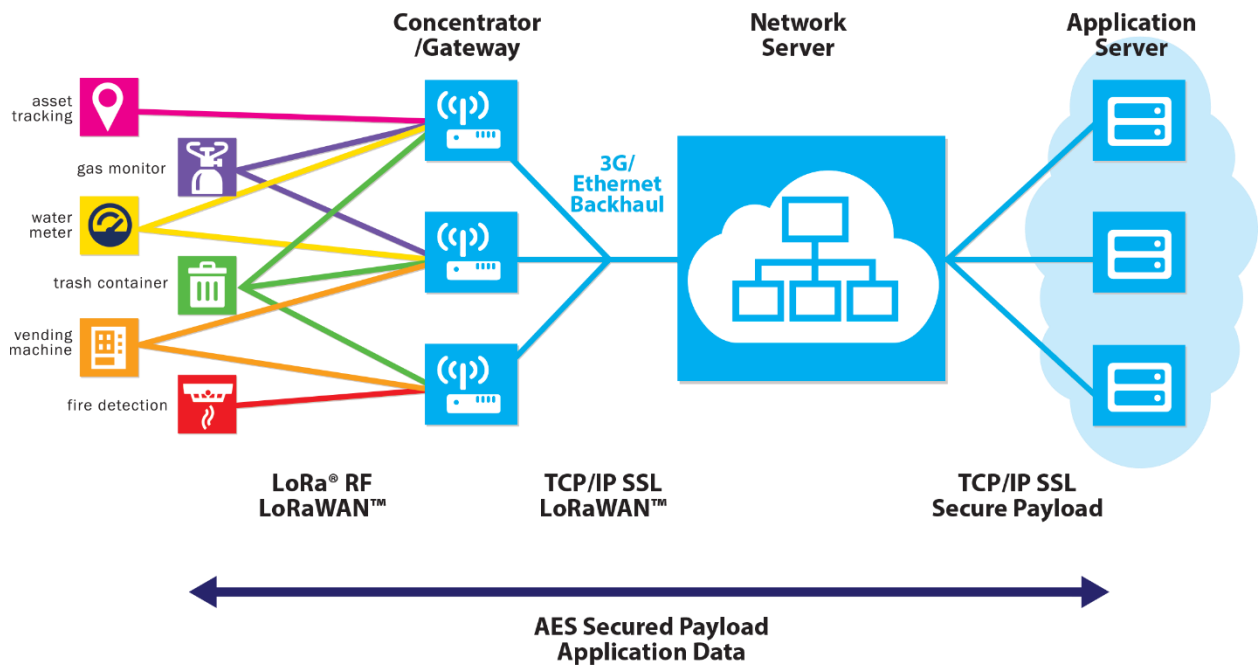 Concentrator
/Gateway
Network
Server
Application
Server
asset
tracking
gas monitor
water
meter
trash container
vending
machine
fire detection
3G/
Ethernet
Backhaul
LoRa® RF
LoRaWAN™
TCP/IP SSL
LoRaWAN™
TCP/IP SSL
Secure Payload
AES Secured Payload
Application Data